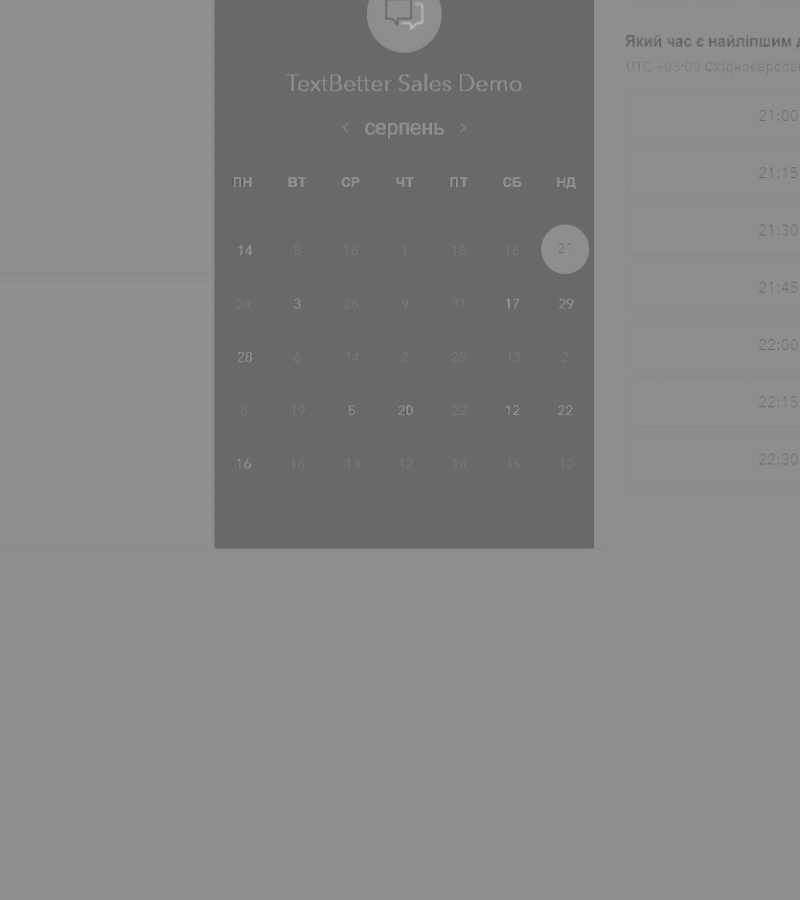 TextBetter Sales Demo
серпень
ПН ВТ СР ЧТ ПТ СБ НД
14 8 16 1 18 16 21
24 3 26 9 31 17 29
28 6 14 2 25 13 2
8 19 5 20 22 12 22
16 16 13 12 14 15 12
Який час є найліпшим
UTC +03:00
21:00
21:15
21:30
21:45
22:00
22:15
22:30